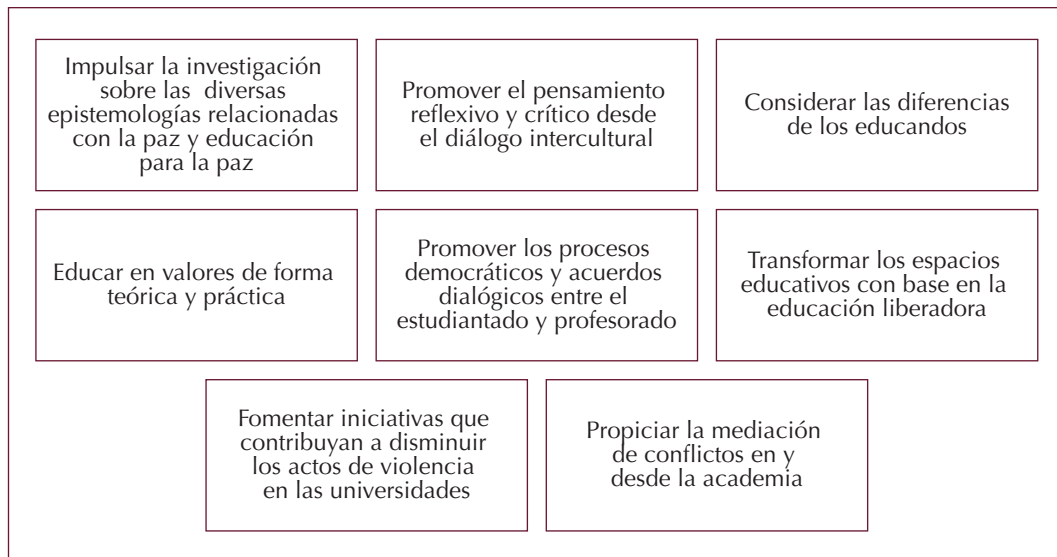 Impulsar la investigación
sobre las diversas
epistemologías relacionadas
con la paz y educación
para la paz
Promover el pensamiento
reflexivo y crítico desde
el diálogo intercultural
Considerar las diferencias
de los educandos
Educar en valores de forma
teórica y práctica
Promover los procesos
democráticos y acuerdos
dialógicos entre el
estudiantado y profesorado
Transformar los espacios
educativos con base en la
educación liberadora
Fomentar iniciativas que
contribuyan a disminuir
los actos de violencia
en las universidades
Propiciar la mediación
de conflictos en y
desde la academia